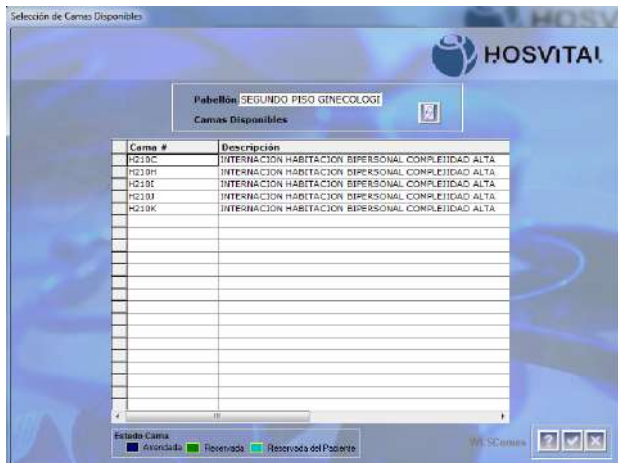 Selección de Camas Disponibles
HOSV
HOSVITAL
Pabellón SEGUNDO PISO GINECOLOGI
Camas Disponibles
Cama # Descripción
H210C INTERNACION HABITACION BIPERSONAL COMPLEJIDAD ALTA
H210H INTERNACION HABITACION BIPERSONAL COMPLEJIDAD ALTA
H210I INTERNACION HABITACION BIPERSONAL COMPLEJIDAD ALTA
H210J INTERNACION HABITACION BIPERSONAL COMPLEJIDAD ALTA
H210K INTERNACION HABITACION BIPERSONAL COMPLEJIDAD ALTA
Estado Cama
Arrendada Reservada Reservada del Paciente